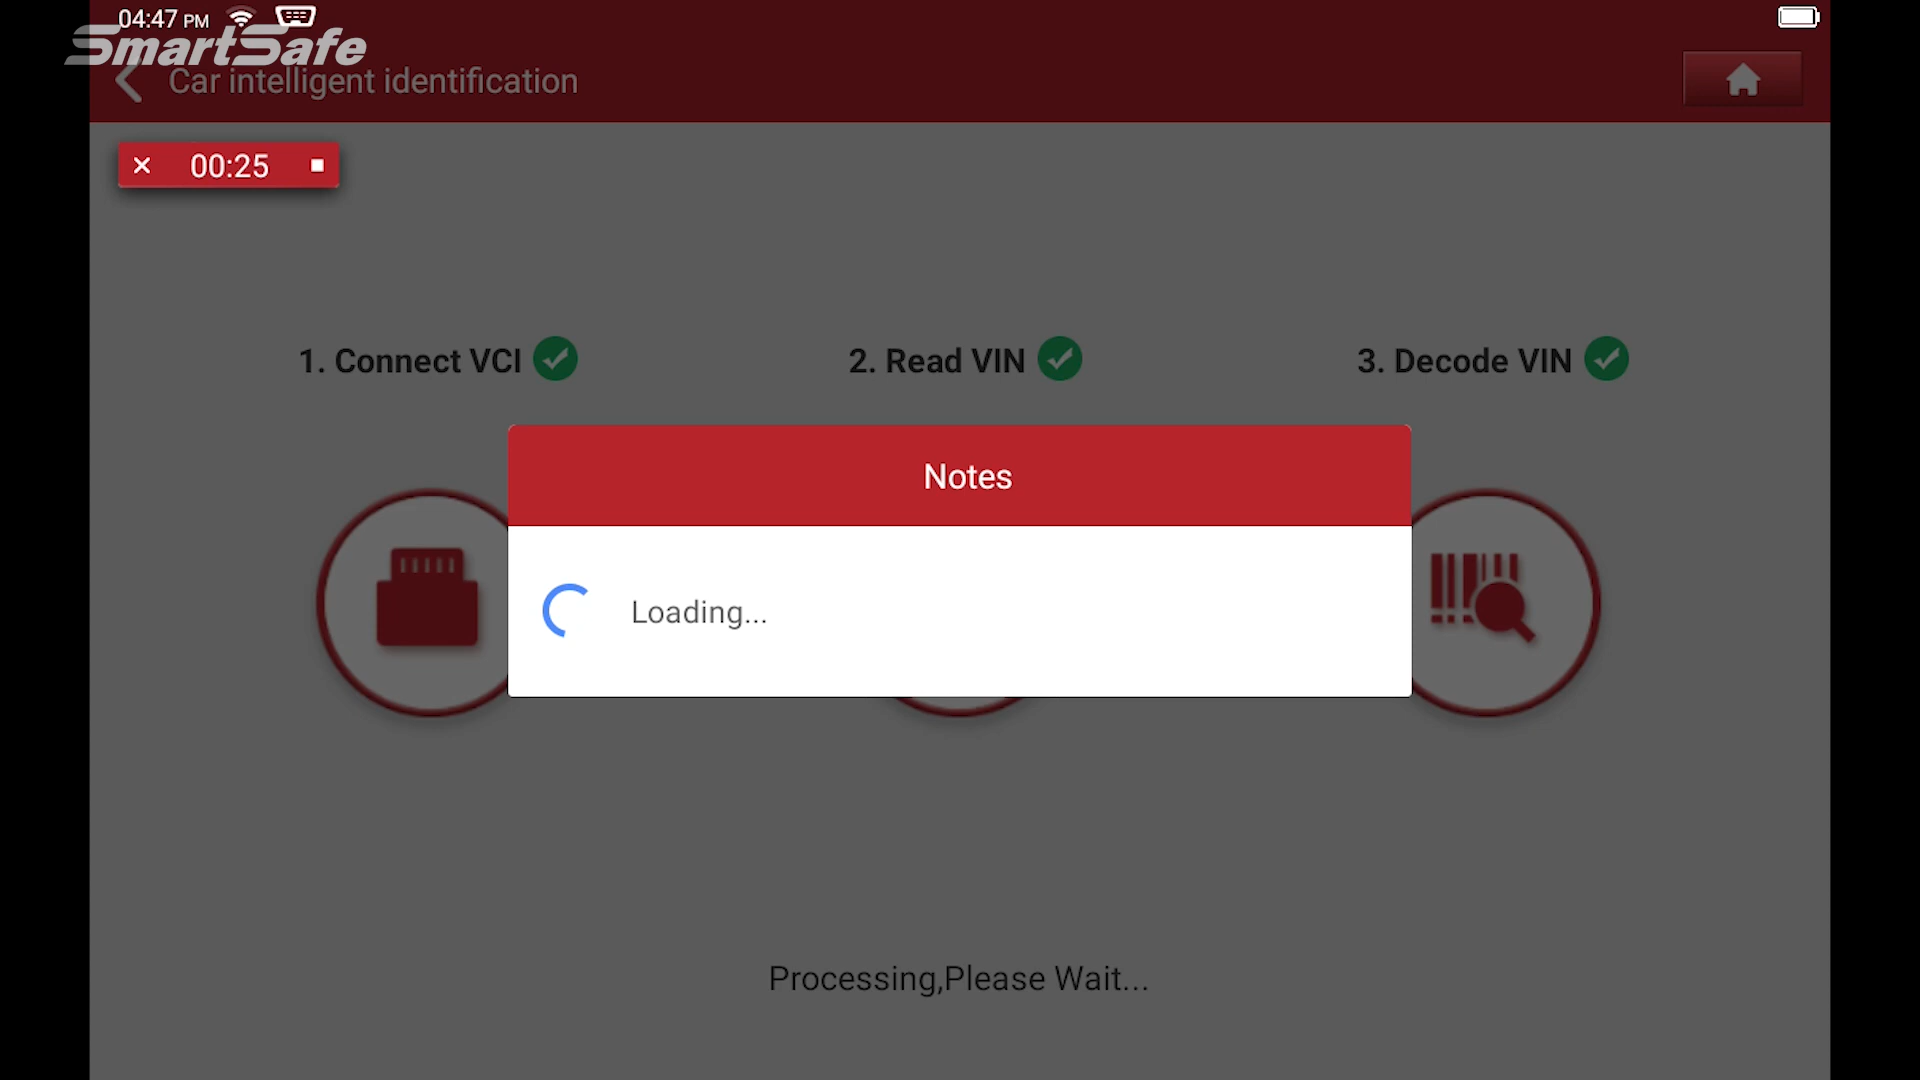 04:47 PM
SmartSafe
Car intelligent identification
00:25
1. Connect VCI
2. Read VIN
3. Decode VIN
Notes
Loading...
Processing,Please Wait...